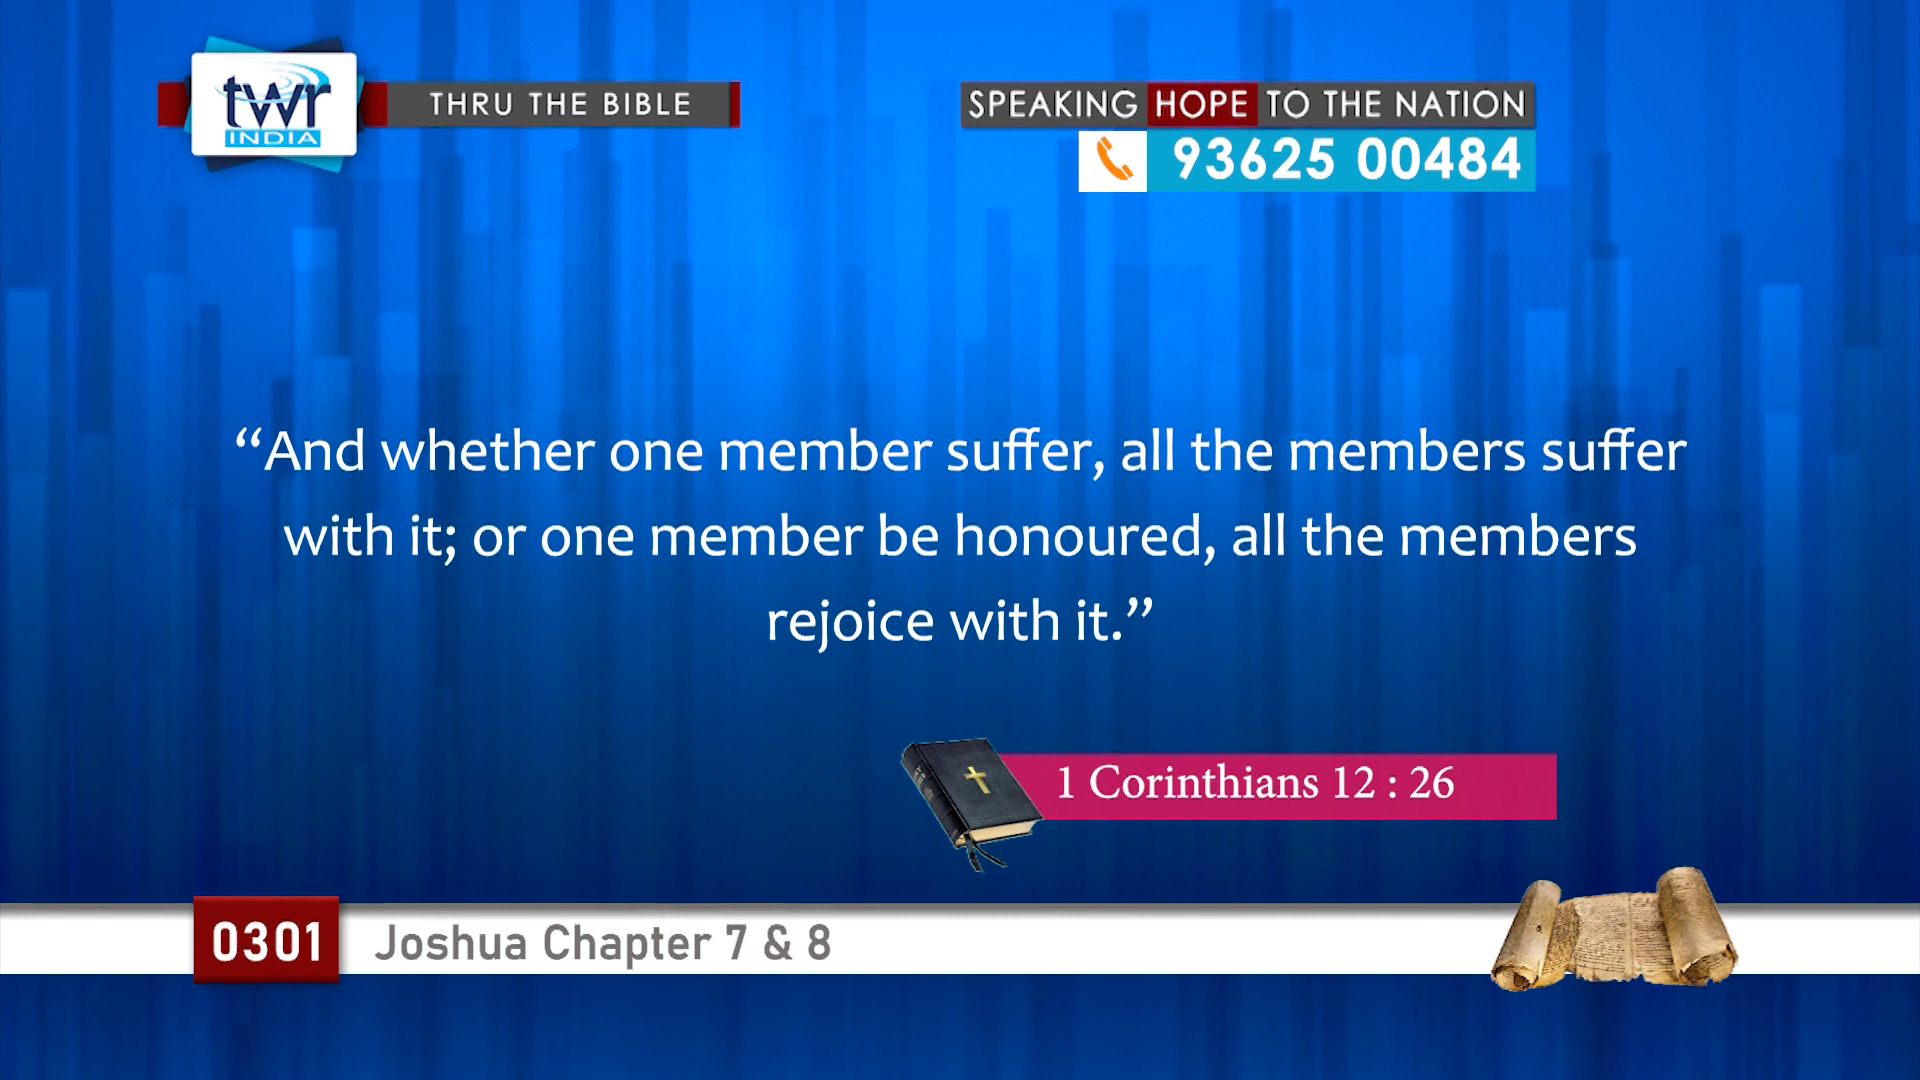 twr
INDIA
THRU THE BIBLE
SPEAKING HOPE TO THE NATION
93625 00484
“And whether one member suffer, all the members suffer
with it; or one member be honoured, all the members
rejoice with it.”
1 Corinthians 12 : 26
0301 Joshua Chapter 7 & 8